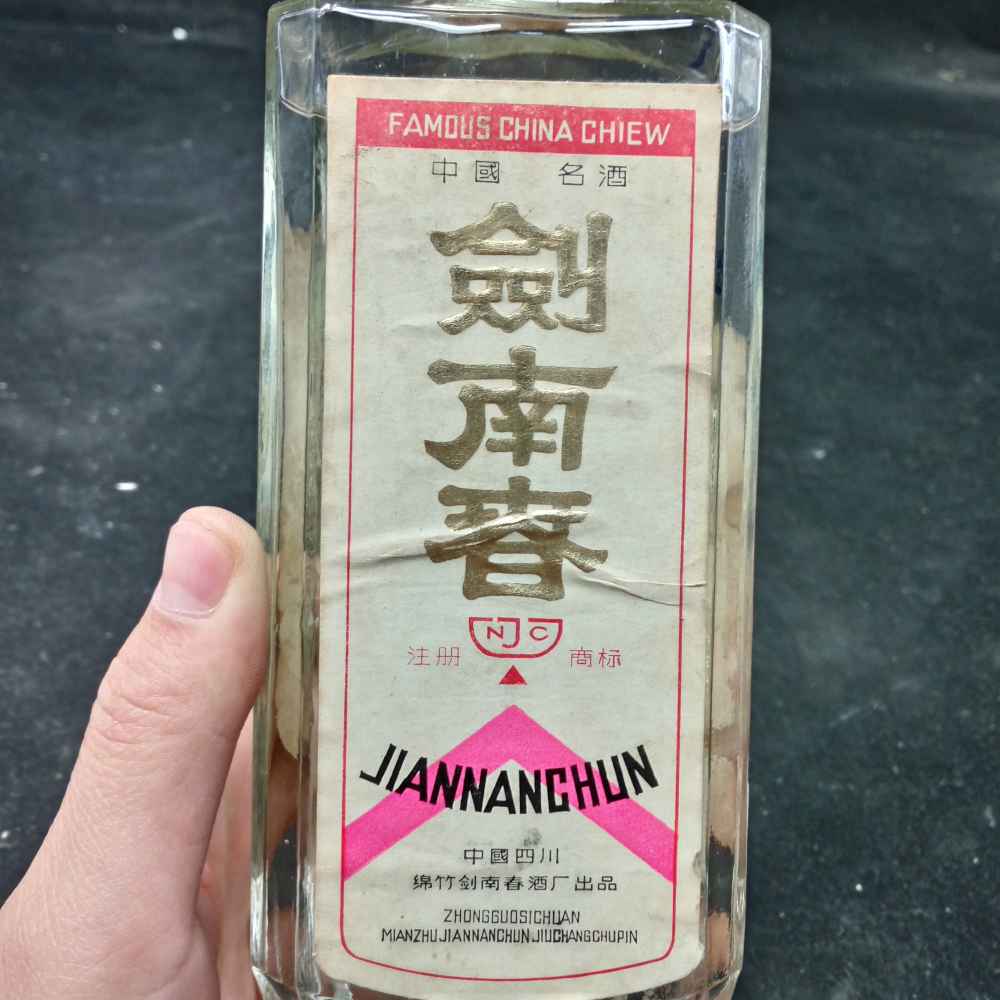 FAMOUS CHINA CHIEW
中國 名酒
劍南春
NJC
注册 商标
JIANNANCHUN
中國四川
绵竹剑南春酒厂出品
ZHONGGUOSICHUAN
MIANZHUJIANNANCHUNJIUCHANGCHUPIN